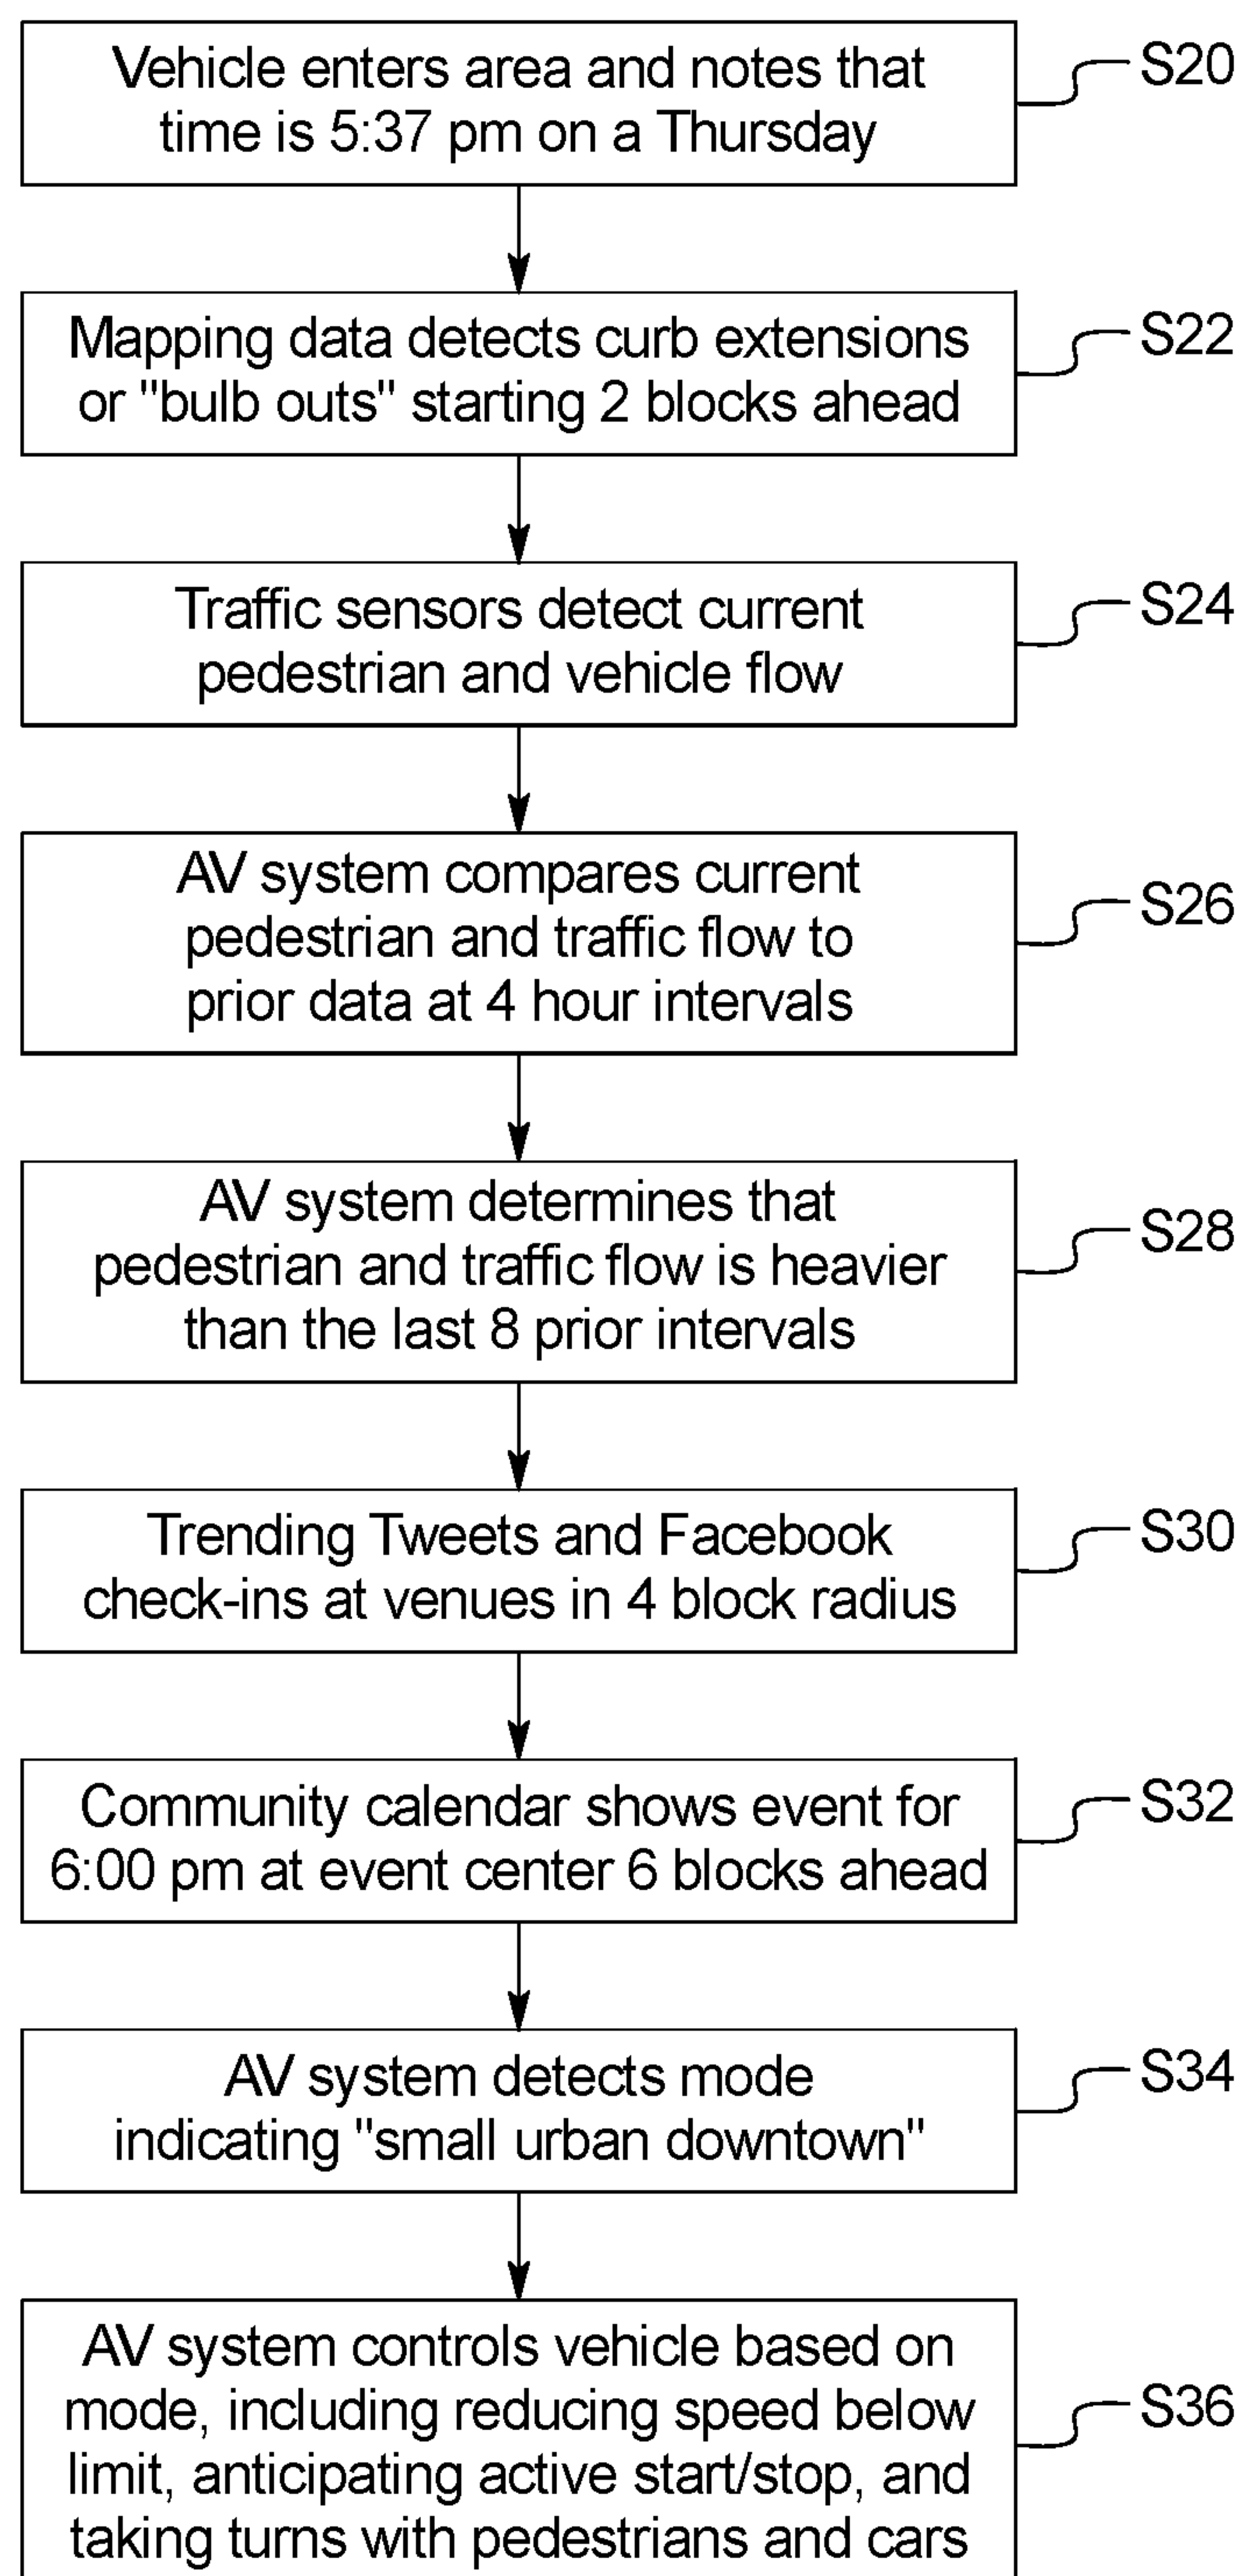 Vehicle enters area and notes that
time is 5:37 pm on a Thursday
S20
Mapping data detects curb extensions
or "bulb outs" starting 2 blocks ahead
S22
Traffic sensors detect current
pedestrian and vehicle flow
S24
AV system compares current
pedestrian and traffic flow to
prior data at 4 hour intervals
S26
AV system determines that
pedestrian and traffic flow is heavier
than the last 8 prior intervals
S28
Trending Tweets and Facebook
check-ins at venues in 4 block radius
S30
Community calendar shows event for
6:00 pm at event center 6 blocks ahead
S32
AV system detects mode
indicating "small urban downtown"
S34
AV system controls vehicle based on
mode, including reducing speed below
limit, anticipating active start/stop, and
taking turns with pedestrians and cars
S36